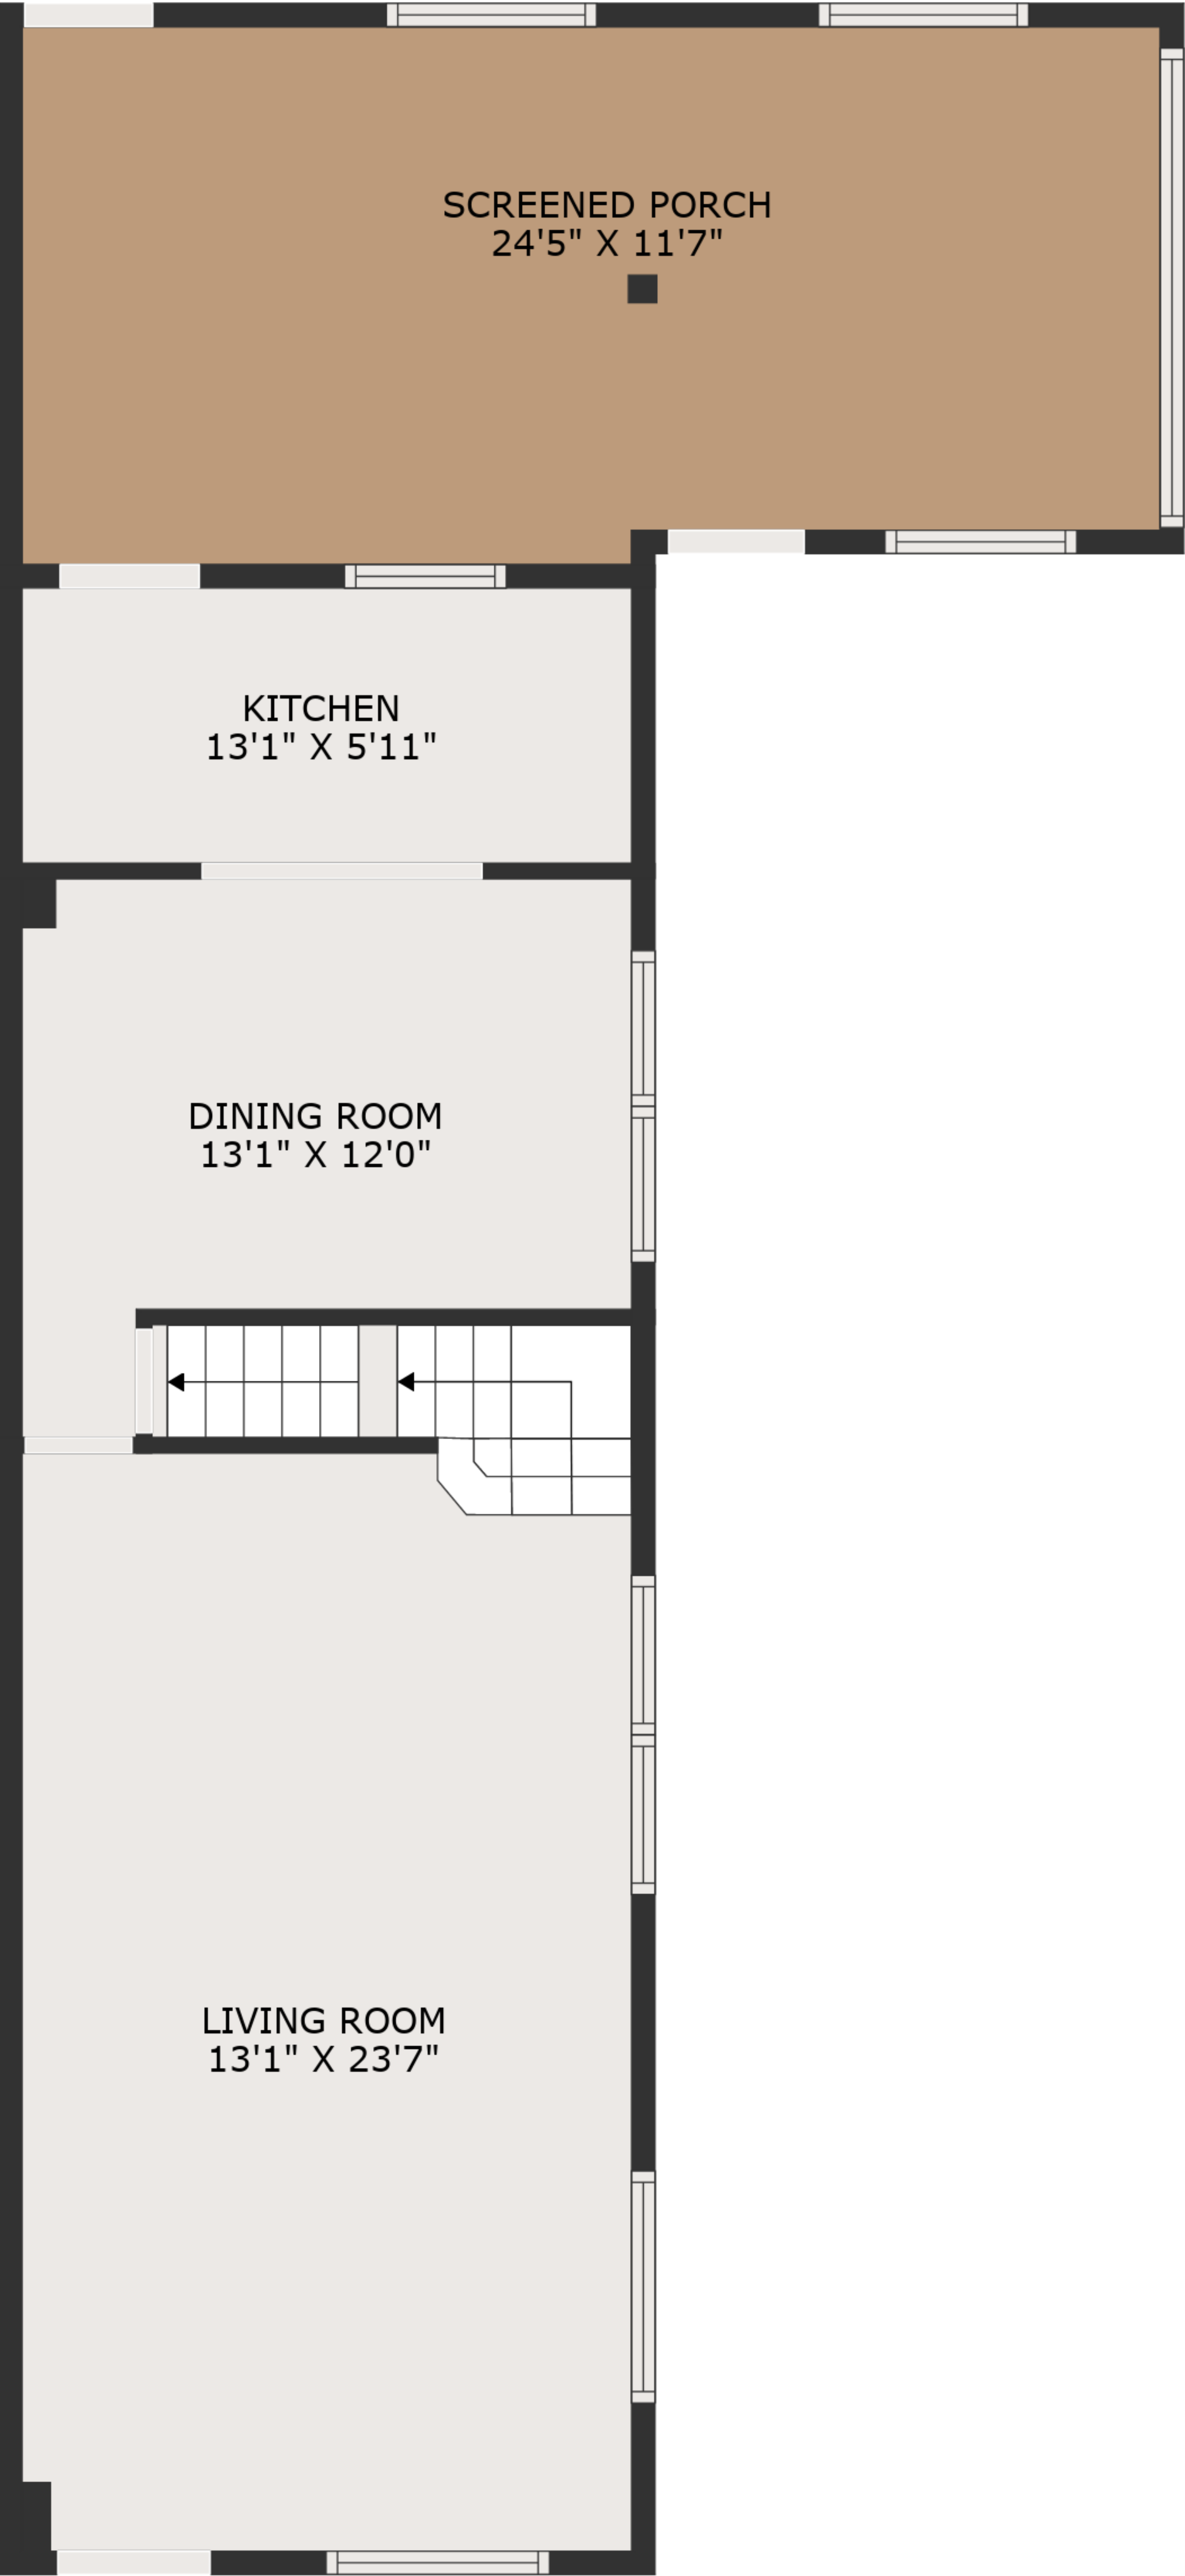 SCREENED PORCH
24'5" X 11'7"
KITCHEN
13'1" X 5'11"
DINING ROOM
13'1" X 12'0"
LIVING ROOM
13'1" X 23'7"